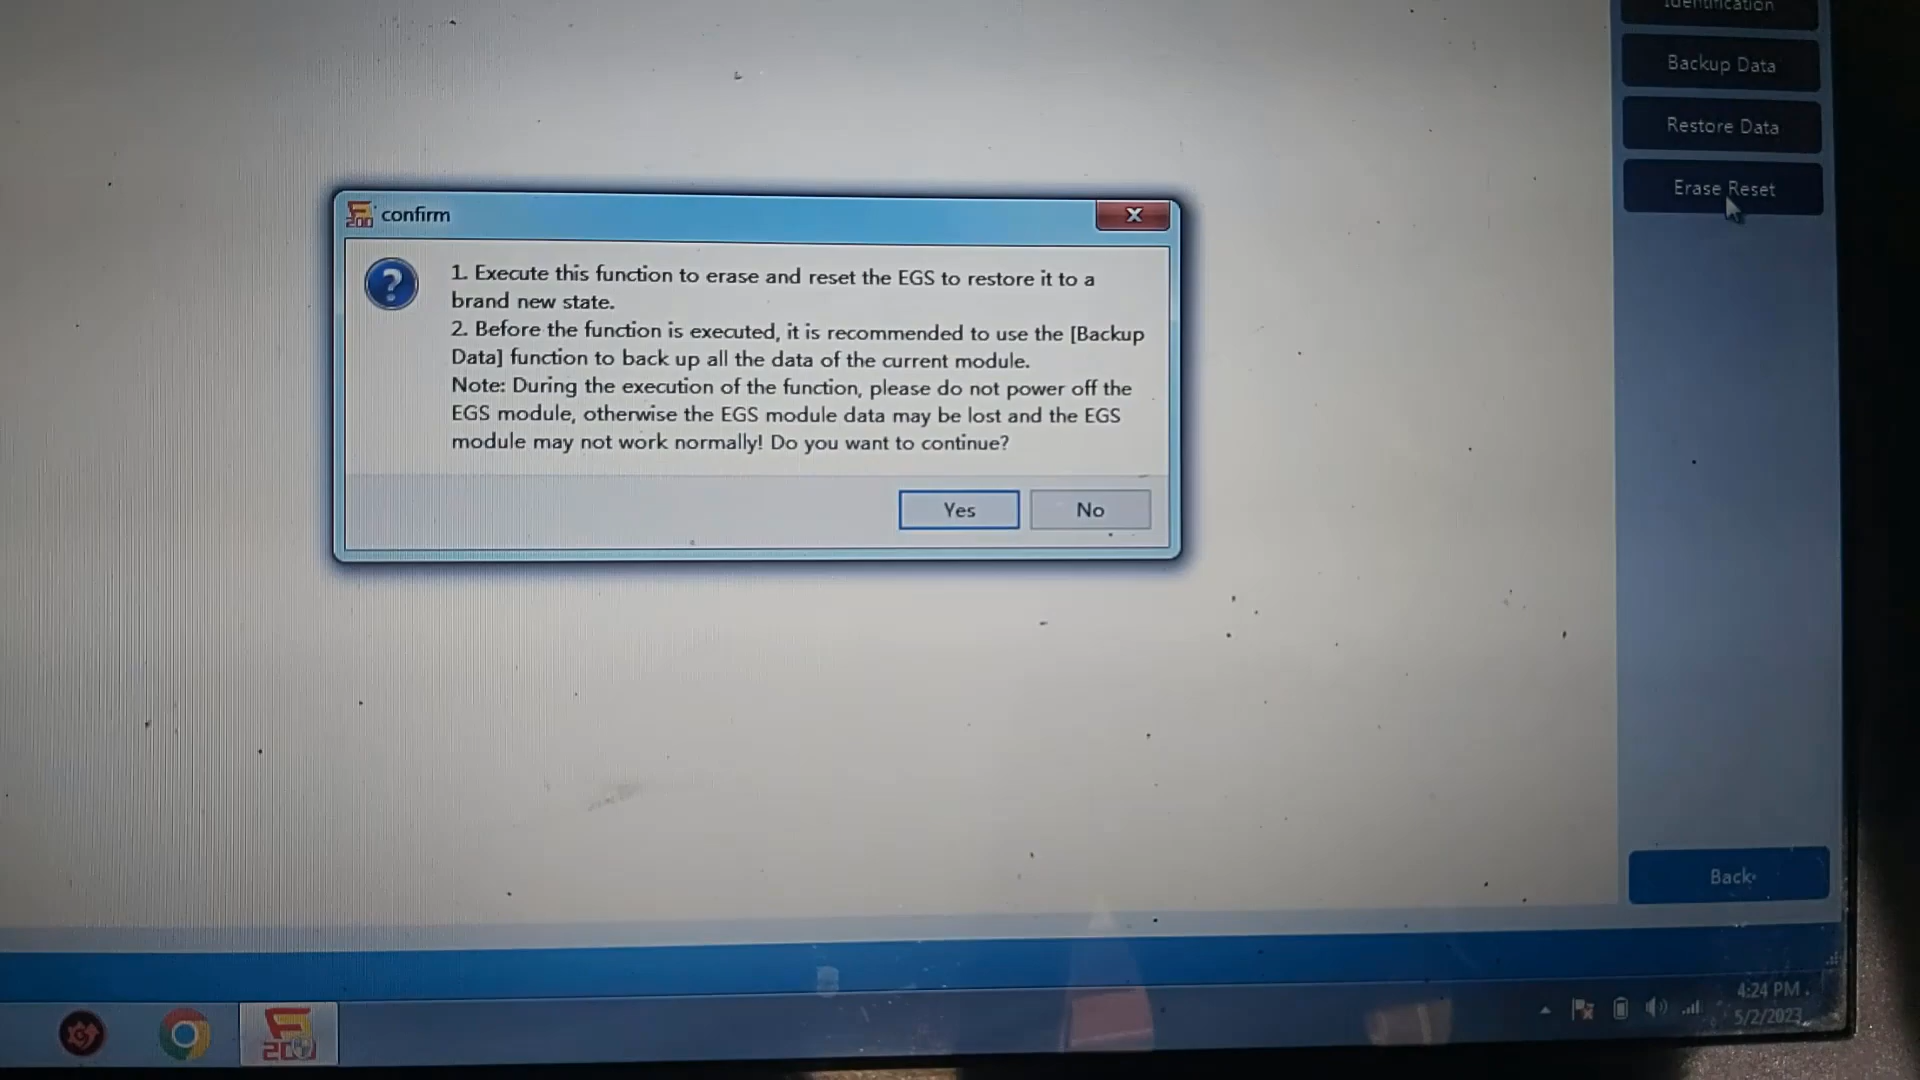 Identification
Backup Data
Restore Data
Erase Reset
F
200
confirm
1. Execute this function to erase and reset the EGS to restore it to a
brand new state.
2. Before the function is executed, it is recommended to use the [Backup
Data] function to back up all the data of the current module.
Note: During the execution of the function, please do not power off the
EGS module, otherwise the EGS module data may be lost and the EGS
module may not work normally! Do you want to continue?
Yes
No
Back
F
200
4:24 PM
5/2/2023